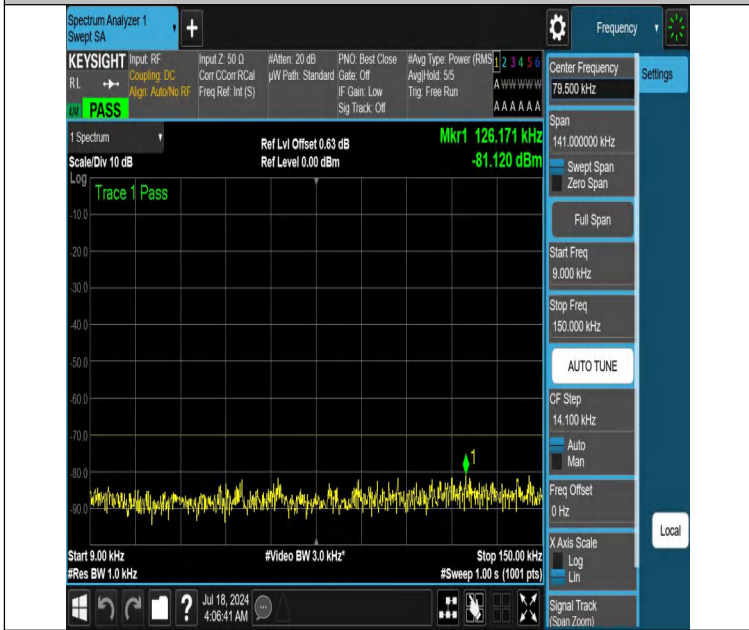 Spectrum Analyzer 1
Swept SA
Frequency
KEYSIGHT
RL
LXI
PASS
Input: RF
Coupling: DC
Align: Auto/No RF
Input Z: 50 Ω
Corr CCorr RCal
Freq Ref: Int (S)
#Atten: 20 dB
µW Path: Standard
PNO: Best Close
Gate: Off
IF Gain: Low
Sig Track: Off
#Avg Type: Power (RMS
Avg|Hold: 5/5
Trig: Free Run
1 2 3 4 5 6
A W W W W W
A A A A A A
1 Spectrum
Scale/Div 10 dB
Ref Lvl Offset 0.63 dB
Ref Level 0.00 dBm
Mkr1 126.171 kHz
-81.120 dBm
Log
Trace 1 Pass
-10.0
-20.0
-30.0
-40.0
-50.0
-60.0
-70.0
-80.0
-90.0
1
Start 9.00 kHz
#Res BW 1.0 kHz
#Video BW 3.0 kHz*
Stop 150.00 kHz
#Sweep 1.00 s (1001 pts)
Center Frequency
79.500 kHz
Settings
Span
141.000000 kHz
Swept Span
Zero Span
Full Span
Start Freq
9.000 kHz
Stop Freq
150.000 kHz
AUTO TUNE
CF Step
14.100 kHz
Auto
Man
Freq Offset
0 Hz
X Axis Scale
Log
Lin
Local
Signal Track
(Span Zoom)
?
Jul 18, 2024
4:06:41 AM